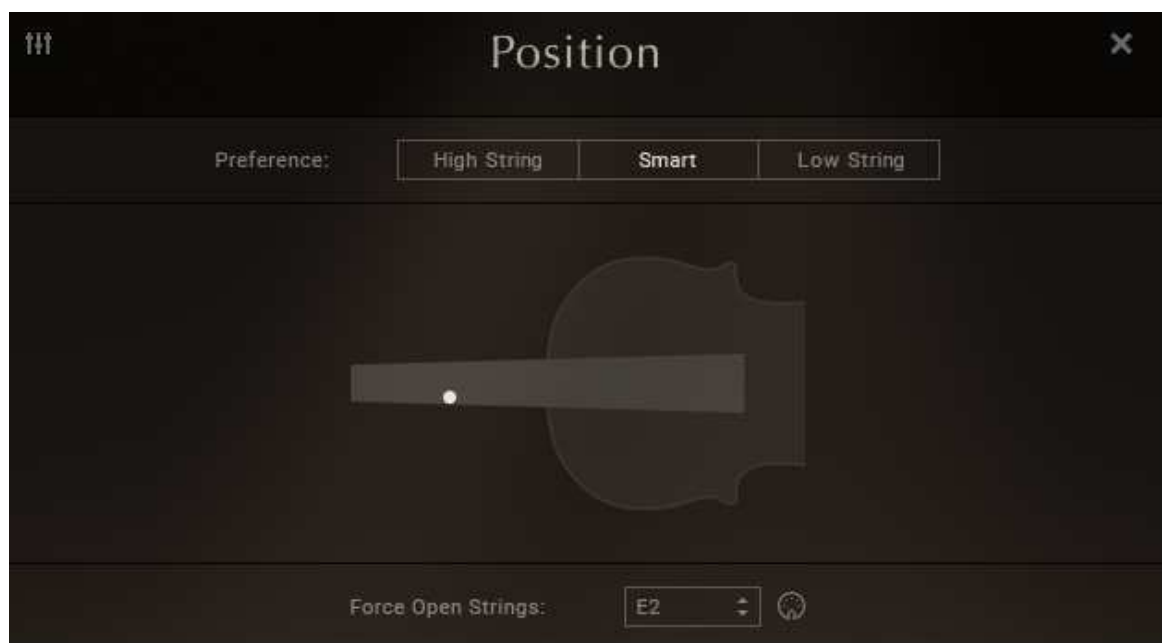 Position
Preference: High String Smart Low String
Force Open Strings: E2